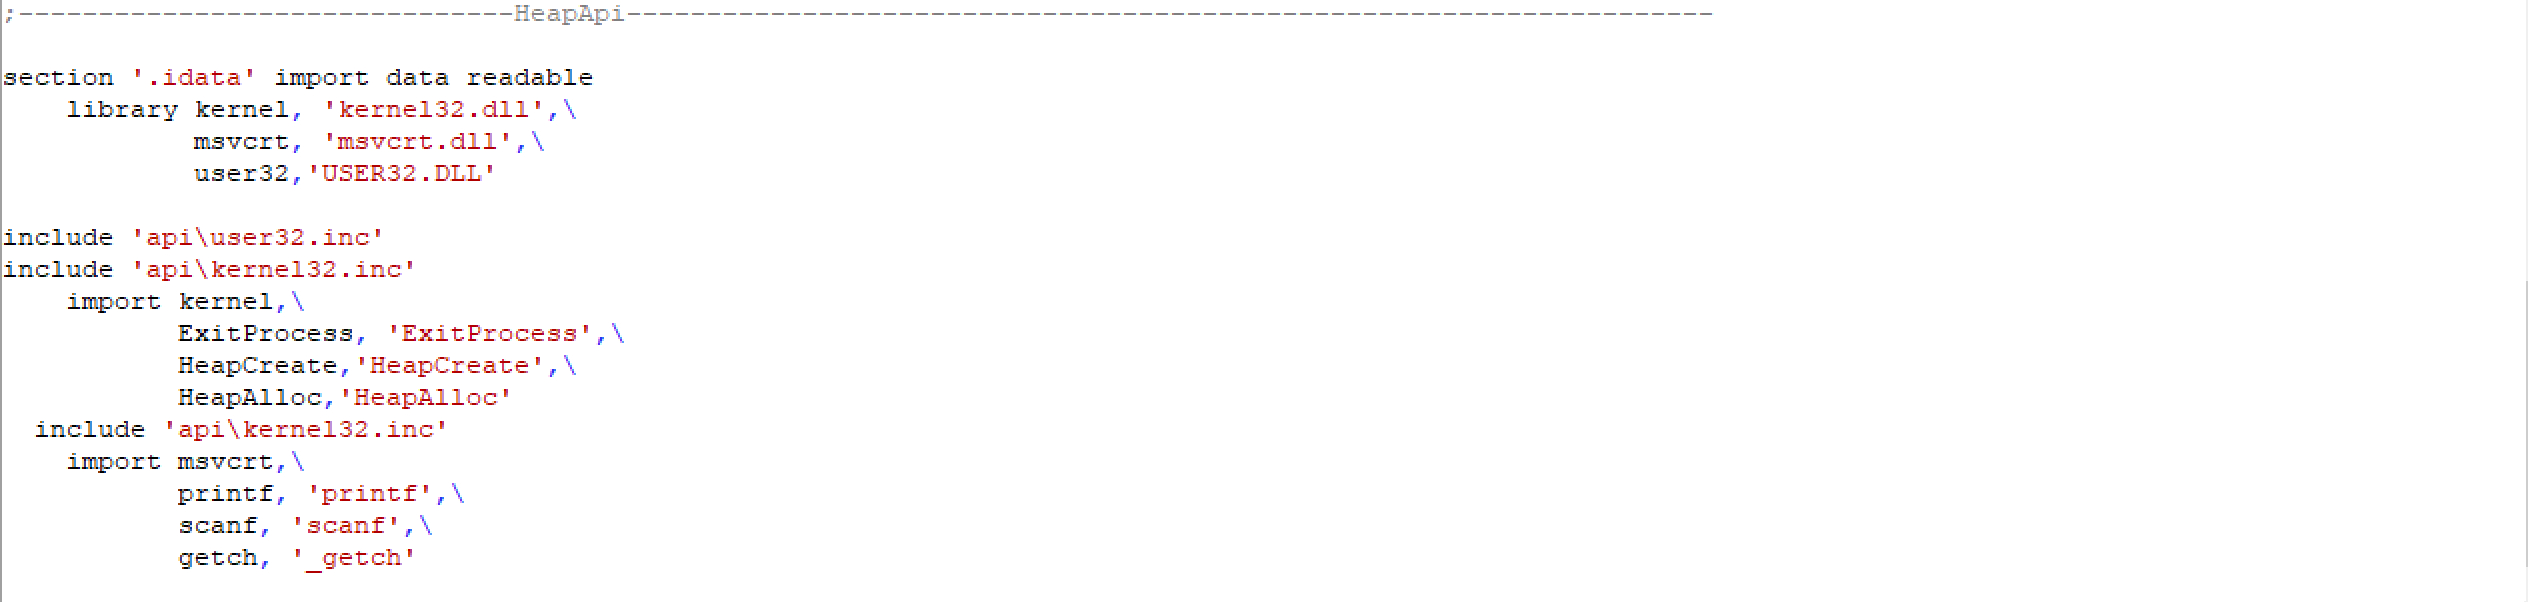 ;-------------------------------HeapApi--------------------------------------------------------------------
section '.idata' import data readable
    library kernel, 'kernel32.dll',\
            msvcrt, 'msvcrt.dll',\
            user32,'USER32.DLL'
include 'api\user32.inc'
include 'api\kernel32.inc'
    import kernel,\
           ExitProcess, 'ExitProcess',\
           HeapCreate,'HeapCreate',\
           HeapAlloc,'HeapAlloc'
  include 'api\kernel32.inc'
    import msvcrt,\
           printf, 'printf',\
           scanf, 'scanf',\
           getch, '_getch'